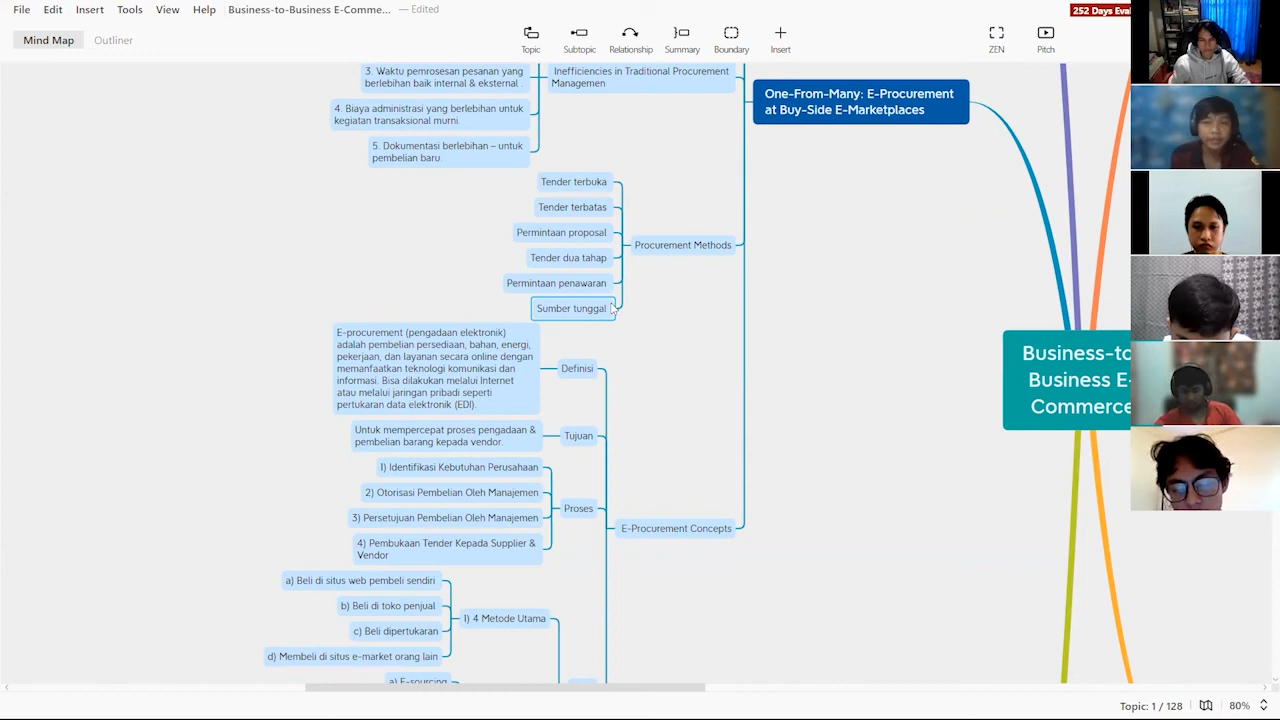 File Edit Insert Tools View Help Business-to-Business E-Comme... — Edited
252 Days Eval
Mind Map Outliner
Topic Subtopic Relationship Summary Boundary Insert ZEN Pitch
3. Waktu pemrosesan pesanan yang
berlebihan baik internal & eksternal .
Inefficiencies in Traditional Procurement
Managemen
4. Biaya administrasi yang berlebihan untuk
kegiatan transaksional murni.
5. Dokumentasi berlebihan – untuk
pembelian baru.
One-From-Many: E-Procurement
at Buy-Side E-Marketplaces
Tender terbuka
Tender terbatas
Permintaan proposal
Tender dua tahap
Permintaan penawaran
Sumber tunggal
Procurement Methods
E-procurement (pengadaan elektronik)
adalah pembelian persediaan, bahan, energi,
pekerjaan, dan layanan secara online dengan
memanfaatkan teknologi komunikasi dan
informasi. Bisa dilakukan melalui Internet
atau melalui jaringan pribadi seperti
pertukaran data elektronik (EDI).
Definisi
Untuk mempercepat proses pengadaan &
pembelian barang kepada vendor.
Tujuan
1) Identifikasi Kebutuhan Perusahaan
2) Otorisasi Pembelian Oleh Manajemen
3) Persetujuan Pembelian Oleh Manajemen
4) Pembukaan Tender Kepada Supplier &
Vendor
Proses
E-Procurement Concepts
a) Beli di situs web pembeli sendiri
b) Beli di toko penjual
c) Beli dipertukaran
d) Membeli di situs e-market orang lain
1) 4 Metode Utama
a) E-sourcing
Business-to
Business E-
Commerce
Topic: 1 / 128
80%